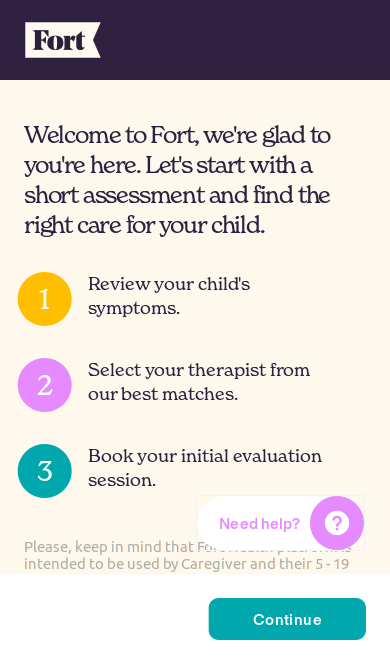 Fort
Welcome to Fort, we're glad to
you're here. Let's start with a
short assessment and find the
right care for your child.
1
Review your child's
symptoms.
2
Select your therapist from
our best matches.
3
Book your initial evaluation
session.
Need help?
Please, keep in mind that Fort Health platform is
intended to be used by Caregiver and their 5 - 19
Continue